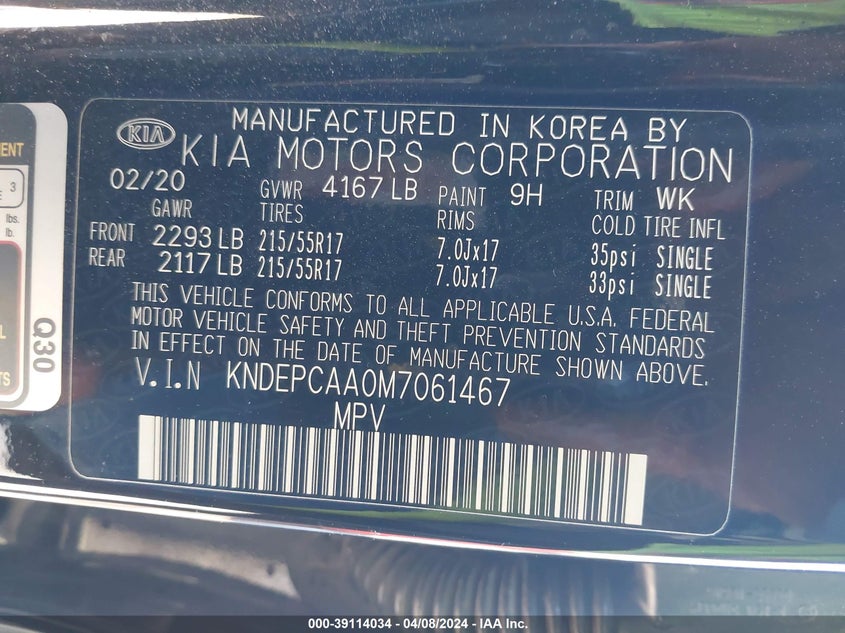 MANUFACTURED IN KOREA BY
KIA KIA MOTORS CORPORATION
02/20 GVWR 4167 LB PAINT 9H TRIM WK
GAWR TIRES RIMS COLD TIRE INFL
FRONT 2293 LB 215/55R17 7.0Jx17 35psi SINGLE
REAR 2117 LB 215/55R17 7.0Jx17 33psi SINGLE
THIS VEHICLE CONFORMS TO ALL APPLICABLE U.S.A. FEDERAL
MOTOR VEHICLE SAFETY AND THEFT PREVENTION STANDARDS
IN EFFECT ON THE DATE OF MANUFACTURE SHOWN ABOVE.
V.I.N KNDEPCAA0M7061467
MPV
3
lbs.
lb.
Q30
000-39114034 - 04/08/2024 - IAA Inc.